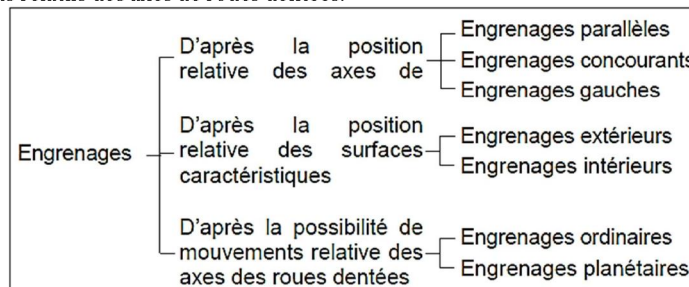 des axes de roues dentées.
D'après la position
relative des axes de
Engrenages parallèles
Engrenages concourants
Engrenages gauches
Engrenages
D'après la position
relative des surfaces
caractéristiques
Engrenages extérieurs
Engrenages intérieurs
D'après la possibilité de
mouvements relative des
axes des roues dentées
Engrenages ordinaires
Engrenages planétaires